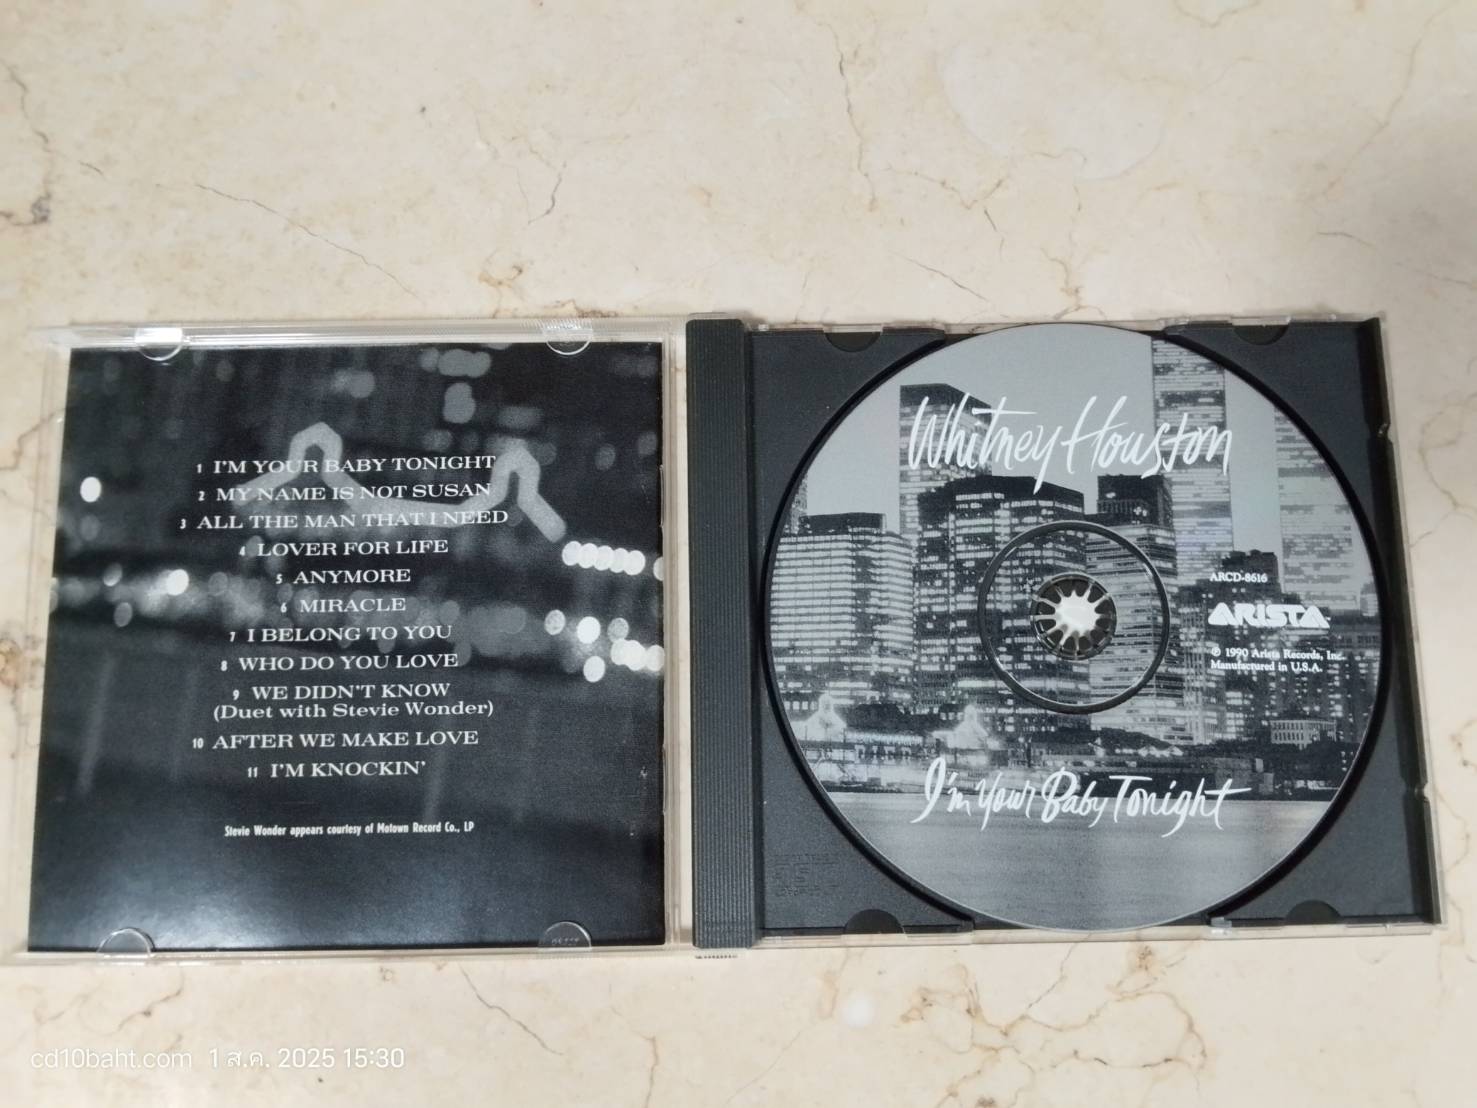 1 I'M YOUR BABY TONIGHT
2 MY NAME IS NOT SUSAN
3 ALL THE MAN THAT I NEED
4 LOVER FOR LIFE
5 ANYMORE
6 MIRACLE
7 I BELONG TO YOU
8 WHO DO YOU LOVE
9 WE DIDN'T KNOW
(Duet with Stevie Wonder)
10 AFTER WE MAKE LOVE
11 I'M KNOCKIN'
Stevie Wonder appears courtesy of Motown Record Co., LP
Whitney Houston
ARCD-8616
ARISTA
℗ 1990 Arista Records, Inc.
Manufactured in U.S.A.
I'm Your Baby Tonight
cd10baht.com 1 ส.ค. 2025 15:30